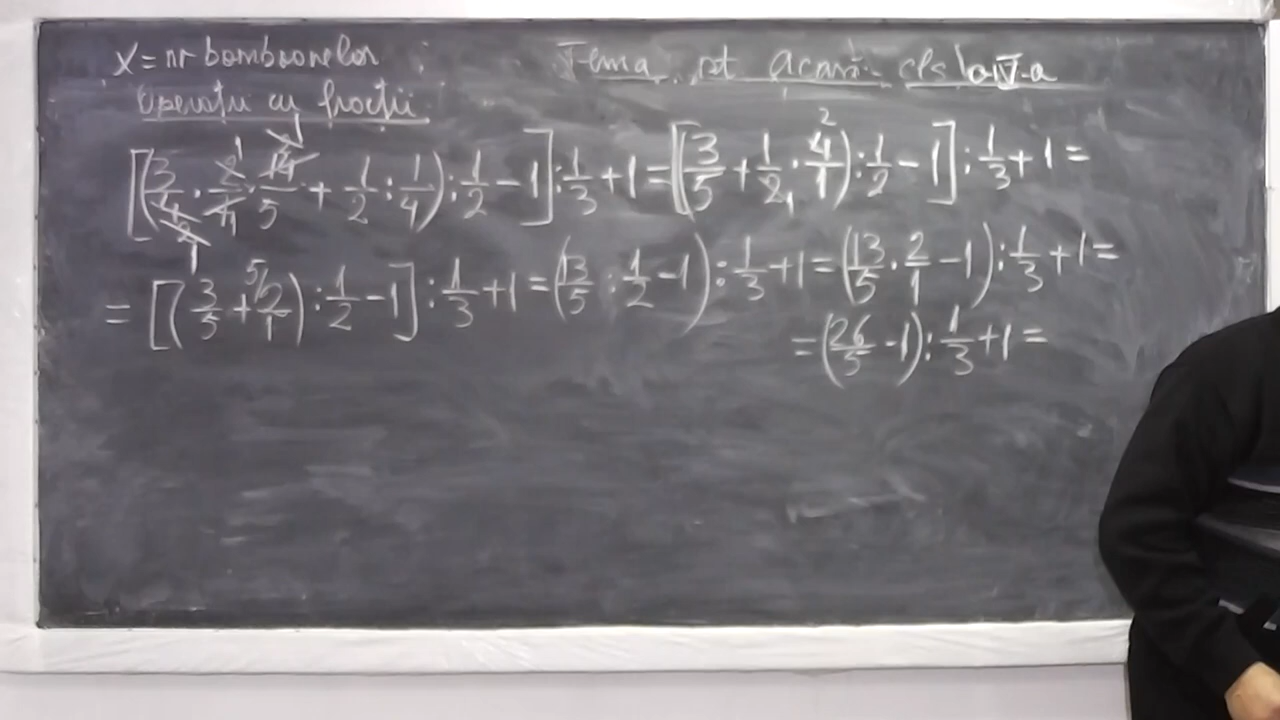 X = nr bomboanelor Tema pt acasă cls a IV-a
Operații cu fracții
[(3/4 · 2/7 · 14/5 + 1/2 : 1/4) : 1/2 - 1] : 1/3 + 1 = [(3/5 + 1/2 · 4/1) : 1/2 - 1] : 1/3 + 1 =
= [(3/5 + 2/1) : 1/2 - 1] : 1/3 + 1 = (13/5 : 1/2 - 1) : 1/3 + 1 = (13/5 · 2/1 - 1) : 1/3 + 1 =
= (26/5 - 1) : 1/3 + 1 =